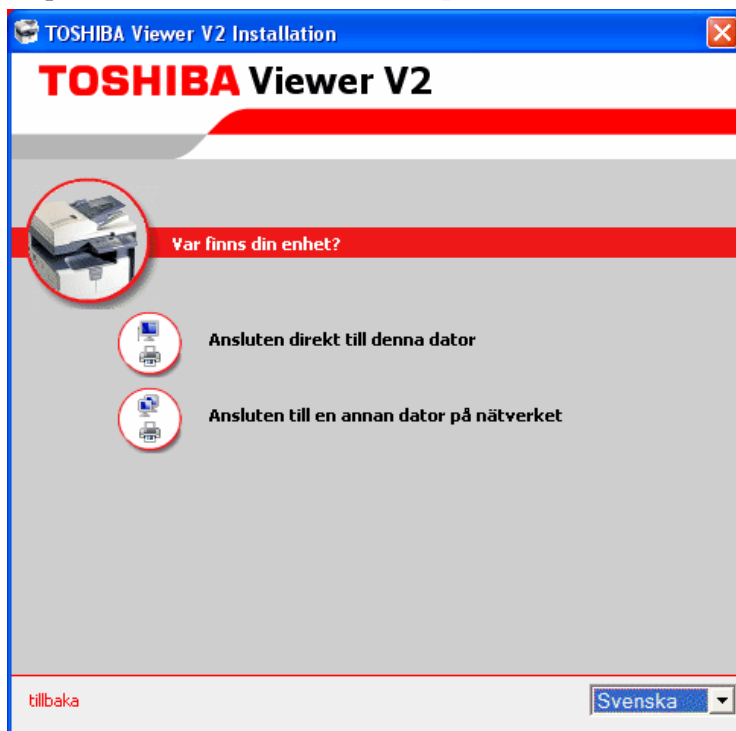 TOSHIBA Viewer V2 Installation
TOSHIBA Viewer V2
Var finns din enhet?
Ansluten direkt till denna dator
Ansluten till en annan dator på nätverket
tillbaka
Svenska